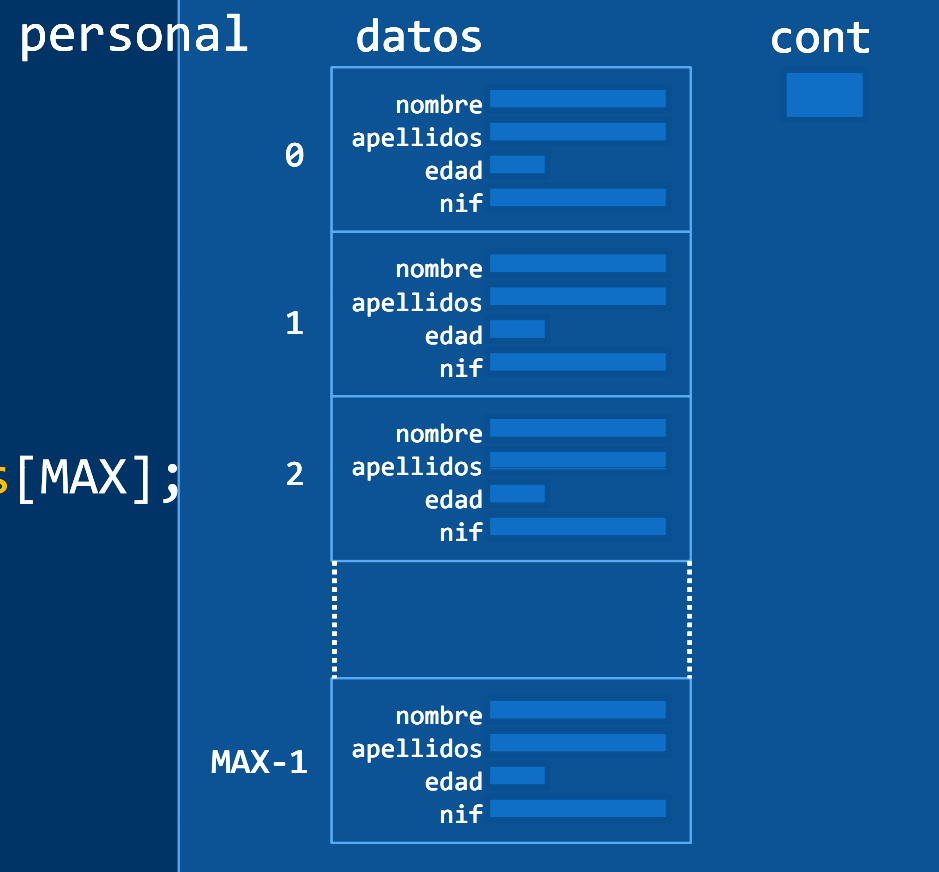 personal datos cont
nombre
apellidos
0
edad
nif
nombre
apellidos
1
edad
nif
nombre
apellidos
s[MAX]; 2
edad
nif
nombre
apellidos
MAX-1
edad
nif